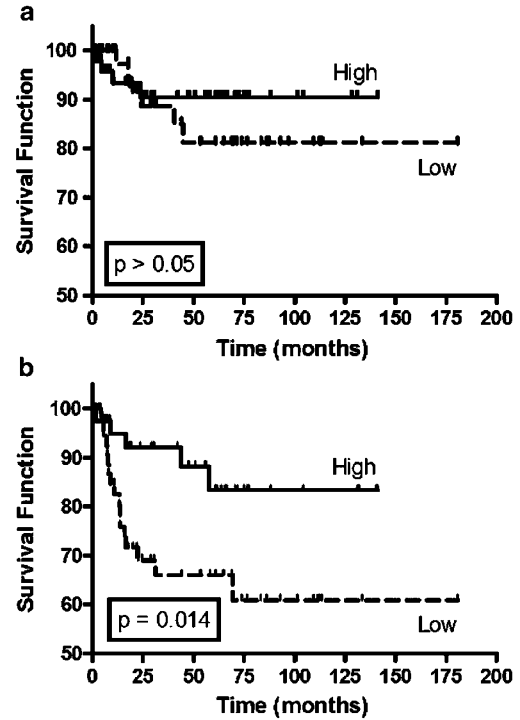 a
Survival Function
100
90
80
70
60
50
High
Low
p > 0.05
0 25 50 75 100 125 150 175 200
Time (months)
b
Survival Function
100
90
80
70
60
50
High
Low
p = 0.014
0 25 50 75 100 125 150 175 200
Time (months)